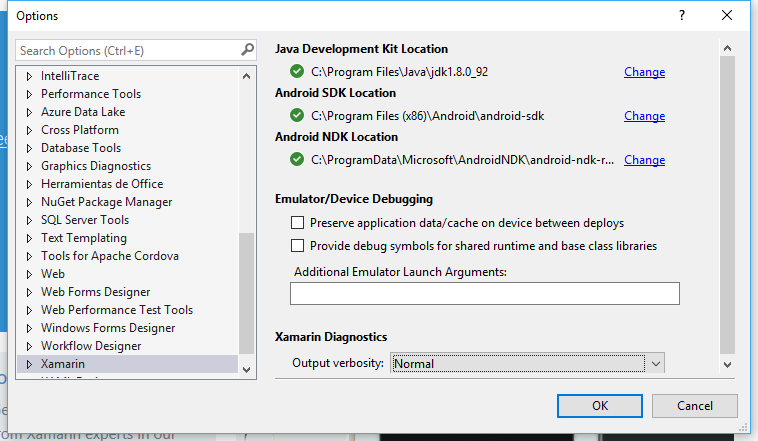 Options
?
Search Options (Ctrl+E)
IntelliTrace
Performance Tools
Azure Data Lake
Cross Platform
Database Tools
Graphics Diagnostics
Herramientas de Office
NuGet Package Manager
SQL Server Tools
Text Templating
Tools for Apache Cordova
Web
Web Forms Designer
Web Performance Test Tools
Windows Forms Designer
Workflow Designer
Xamarin
Java Development Kit Location
C:\Program Files\Java\jdk1.8.0_92 Change
Android SDK Location
C:\Program Files (x86)\Android\android-sdk Change
Android NDK Location
C:\ProgramData\Microsoft\AndroidNDK\android-ndk-r... Change
Emulator/Device Debugging
Preserve application data/cache on device between deploys
Provide debug symbols for shared runtime and base class libraries
Additional Emulator Launch Arguments:
Xamarin Diagnostics
Output verbosity: Normal
OK Cancel
om Xamarin experts in our